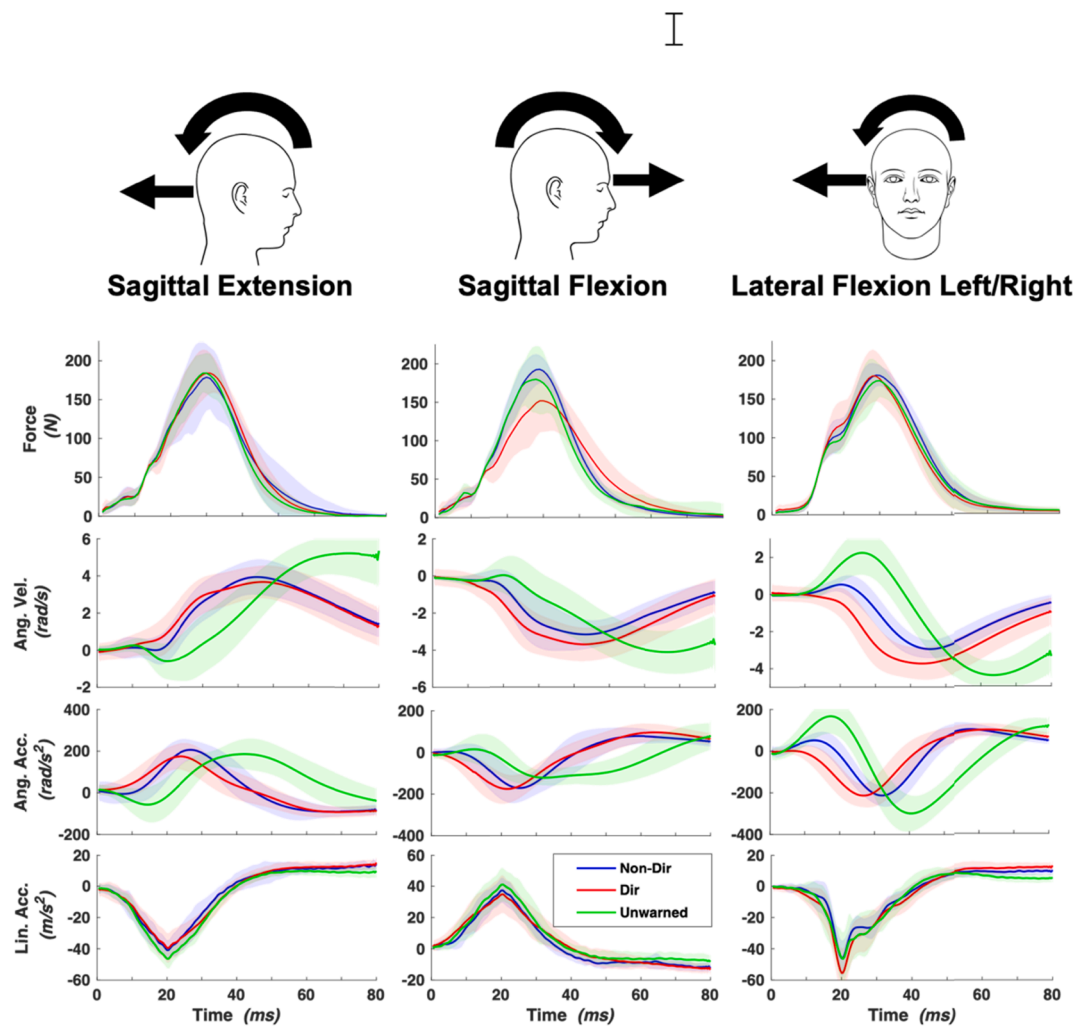 Sagittal Extension
Sagittal Flexion
Lateral Flexion Left/Right
Force
(N)
200
150
100
50
0
200
150
100
50
0
200
150
100
50
0
Ang. Vel.
(rad/s)
6
4
2
0
-2
0
-2
-4
-6
2
0
-2
-4
Ang. Acc.
(rad/s²)
400
200
0
-200
200
0
-200
-400
200
0
-200
-400
Lin. Acc.
(m/s²)
20
0
-20
-40
-60
60
40
20
0
-20
20
0
-20
-40
-60
Non-Dir
Dir
Unwarned
0 20 40 60 80
0 20 40 60 80
0 20 40 60 80
Time (ms)
Time (ms)
Time (ms)